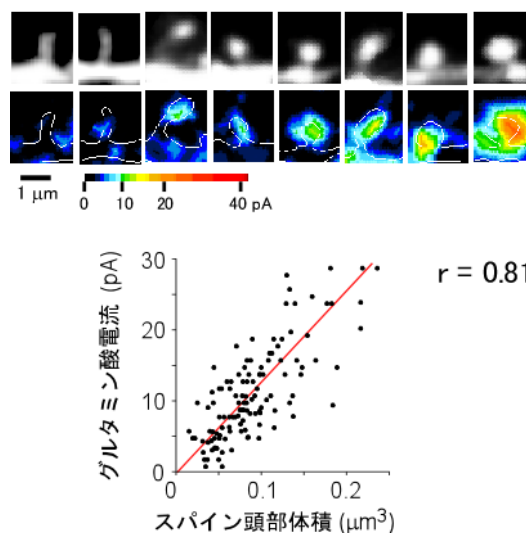 1 μm
0 10 20 40 pA
グルタミン酸電流 (pA)
30
20
10
0
0 0.1 0.2
スパイン頭部体積 (μm³)
r = 0.81